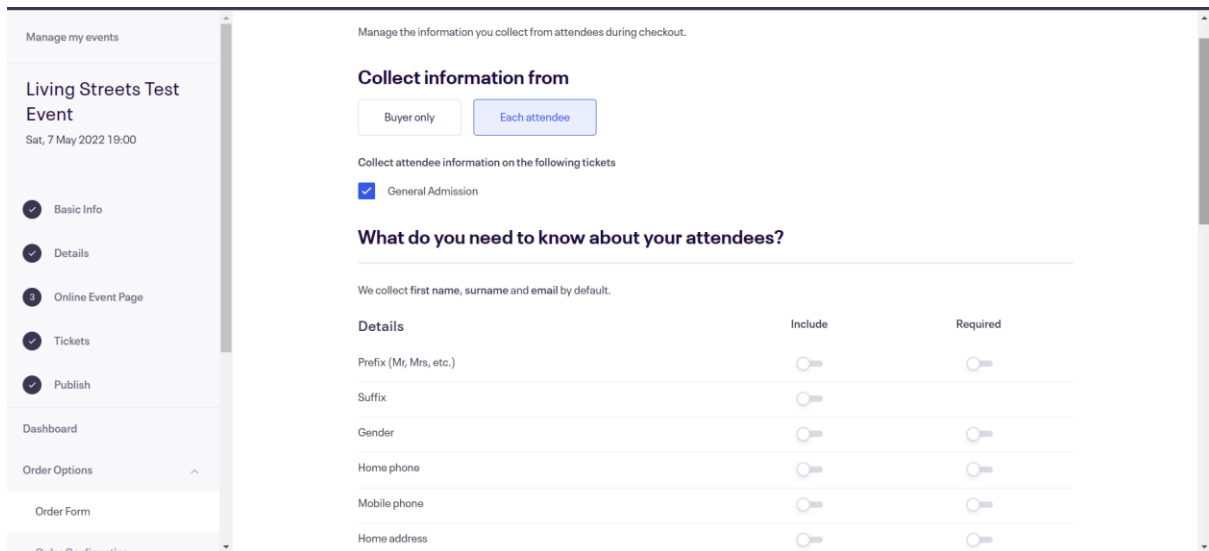 Manage my events
Living Streets Test
Event
Sat, 7 May 2022 19:00
Basic Info
Details
3 Online Event Page
Tickets
Publish
Dashboard
Order Options
Order Form
Order Confirmation
Manage the information you collect from attendees during checkout.
Collect information from
Buyer only Each attendee
Collect attendee information on the following tickets
General Admission
What do you need to know about your attendees?
We collect first name, surname and email by default.
Details Include Required
Prefix (Mr, Mrs, etc.)
Suffix
Gender
Home phone
Mobile phone
Home address